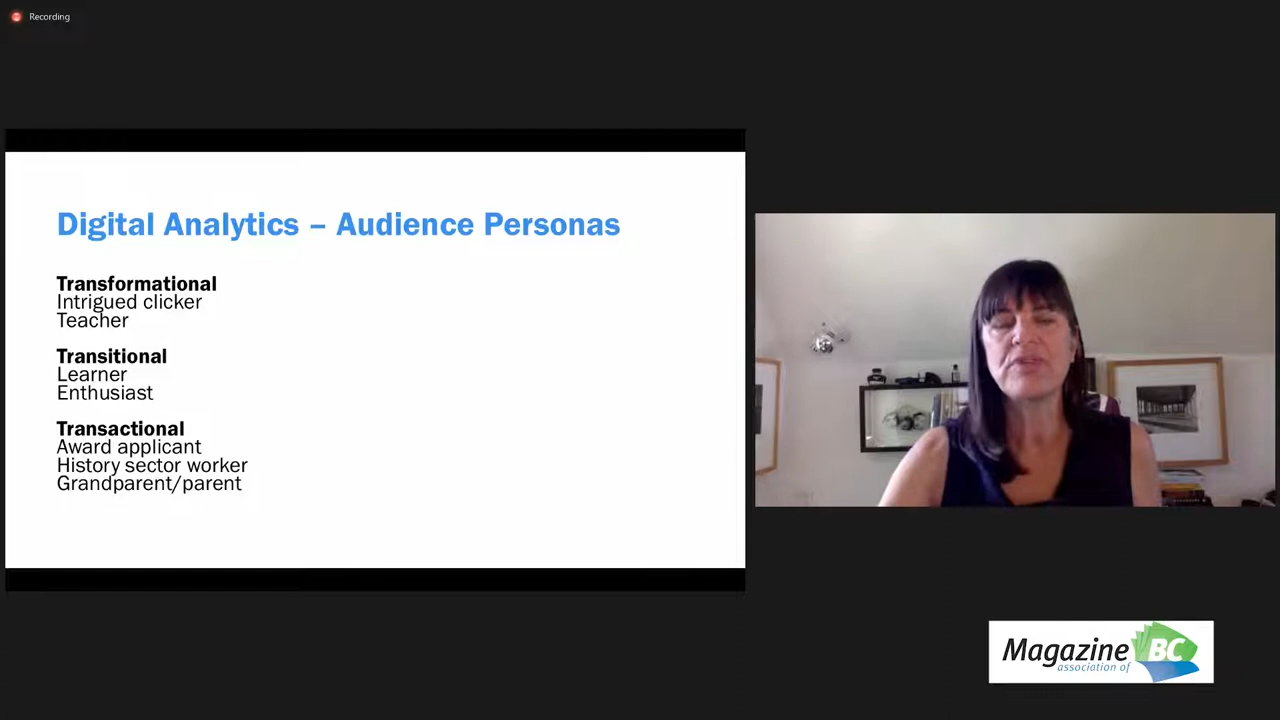 Recording
Digital Analytics – Audience Personas
Transformational
Intrigued clicker
Teacher
Transitional
Learner
Enthusiast
Transactional
Award applicant
History sector worker
Grandparent/parent
Magazine BC
association of